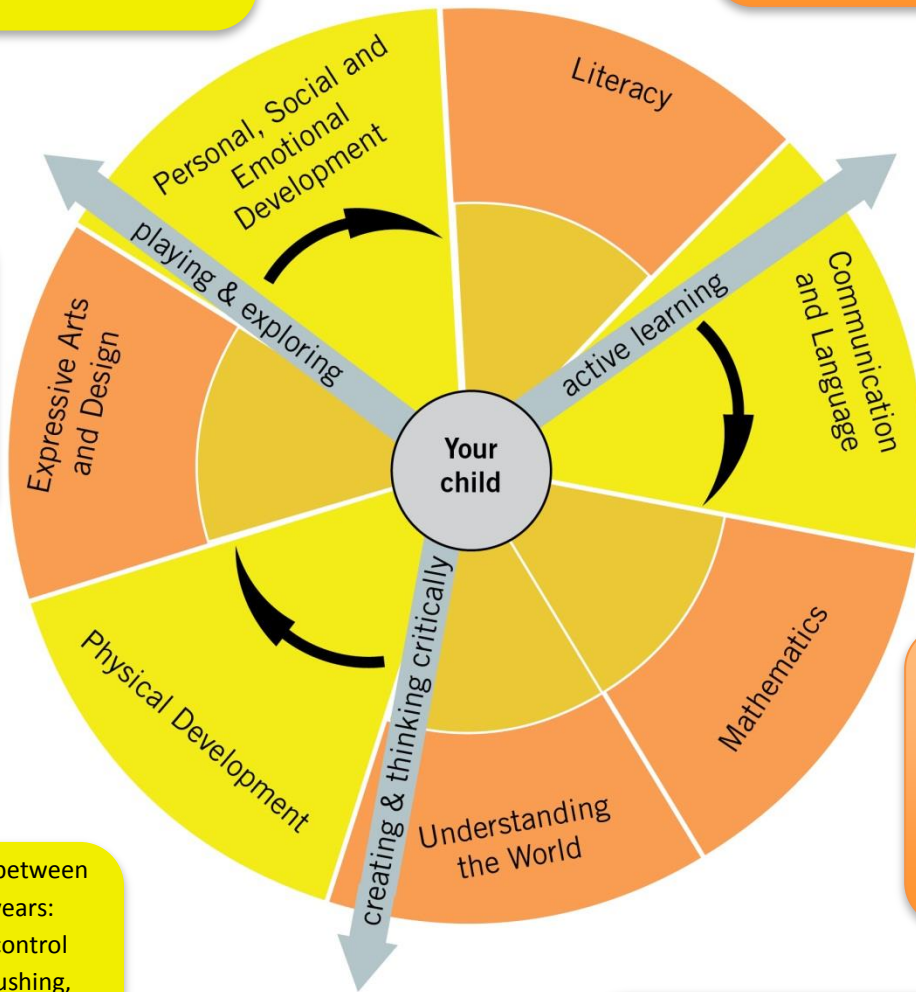 Personal, Social and
Emotional
Development
Literacy
Communication
and Language
Mathematics
Understanding
the World
Physical Development
Expressive Arts
and Design
playing & exploring
active learning
creating & thinking critically
Your
child
between
years:
control
ushing,